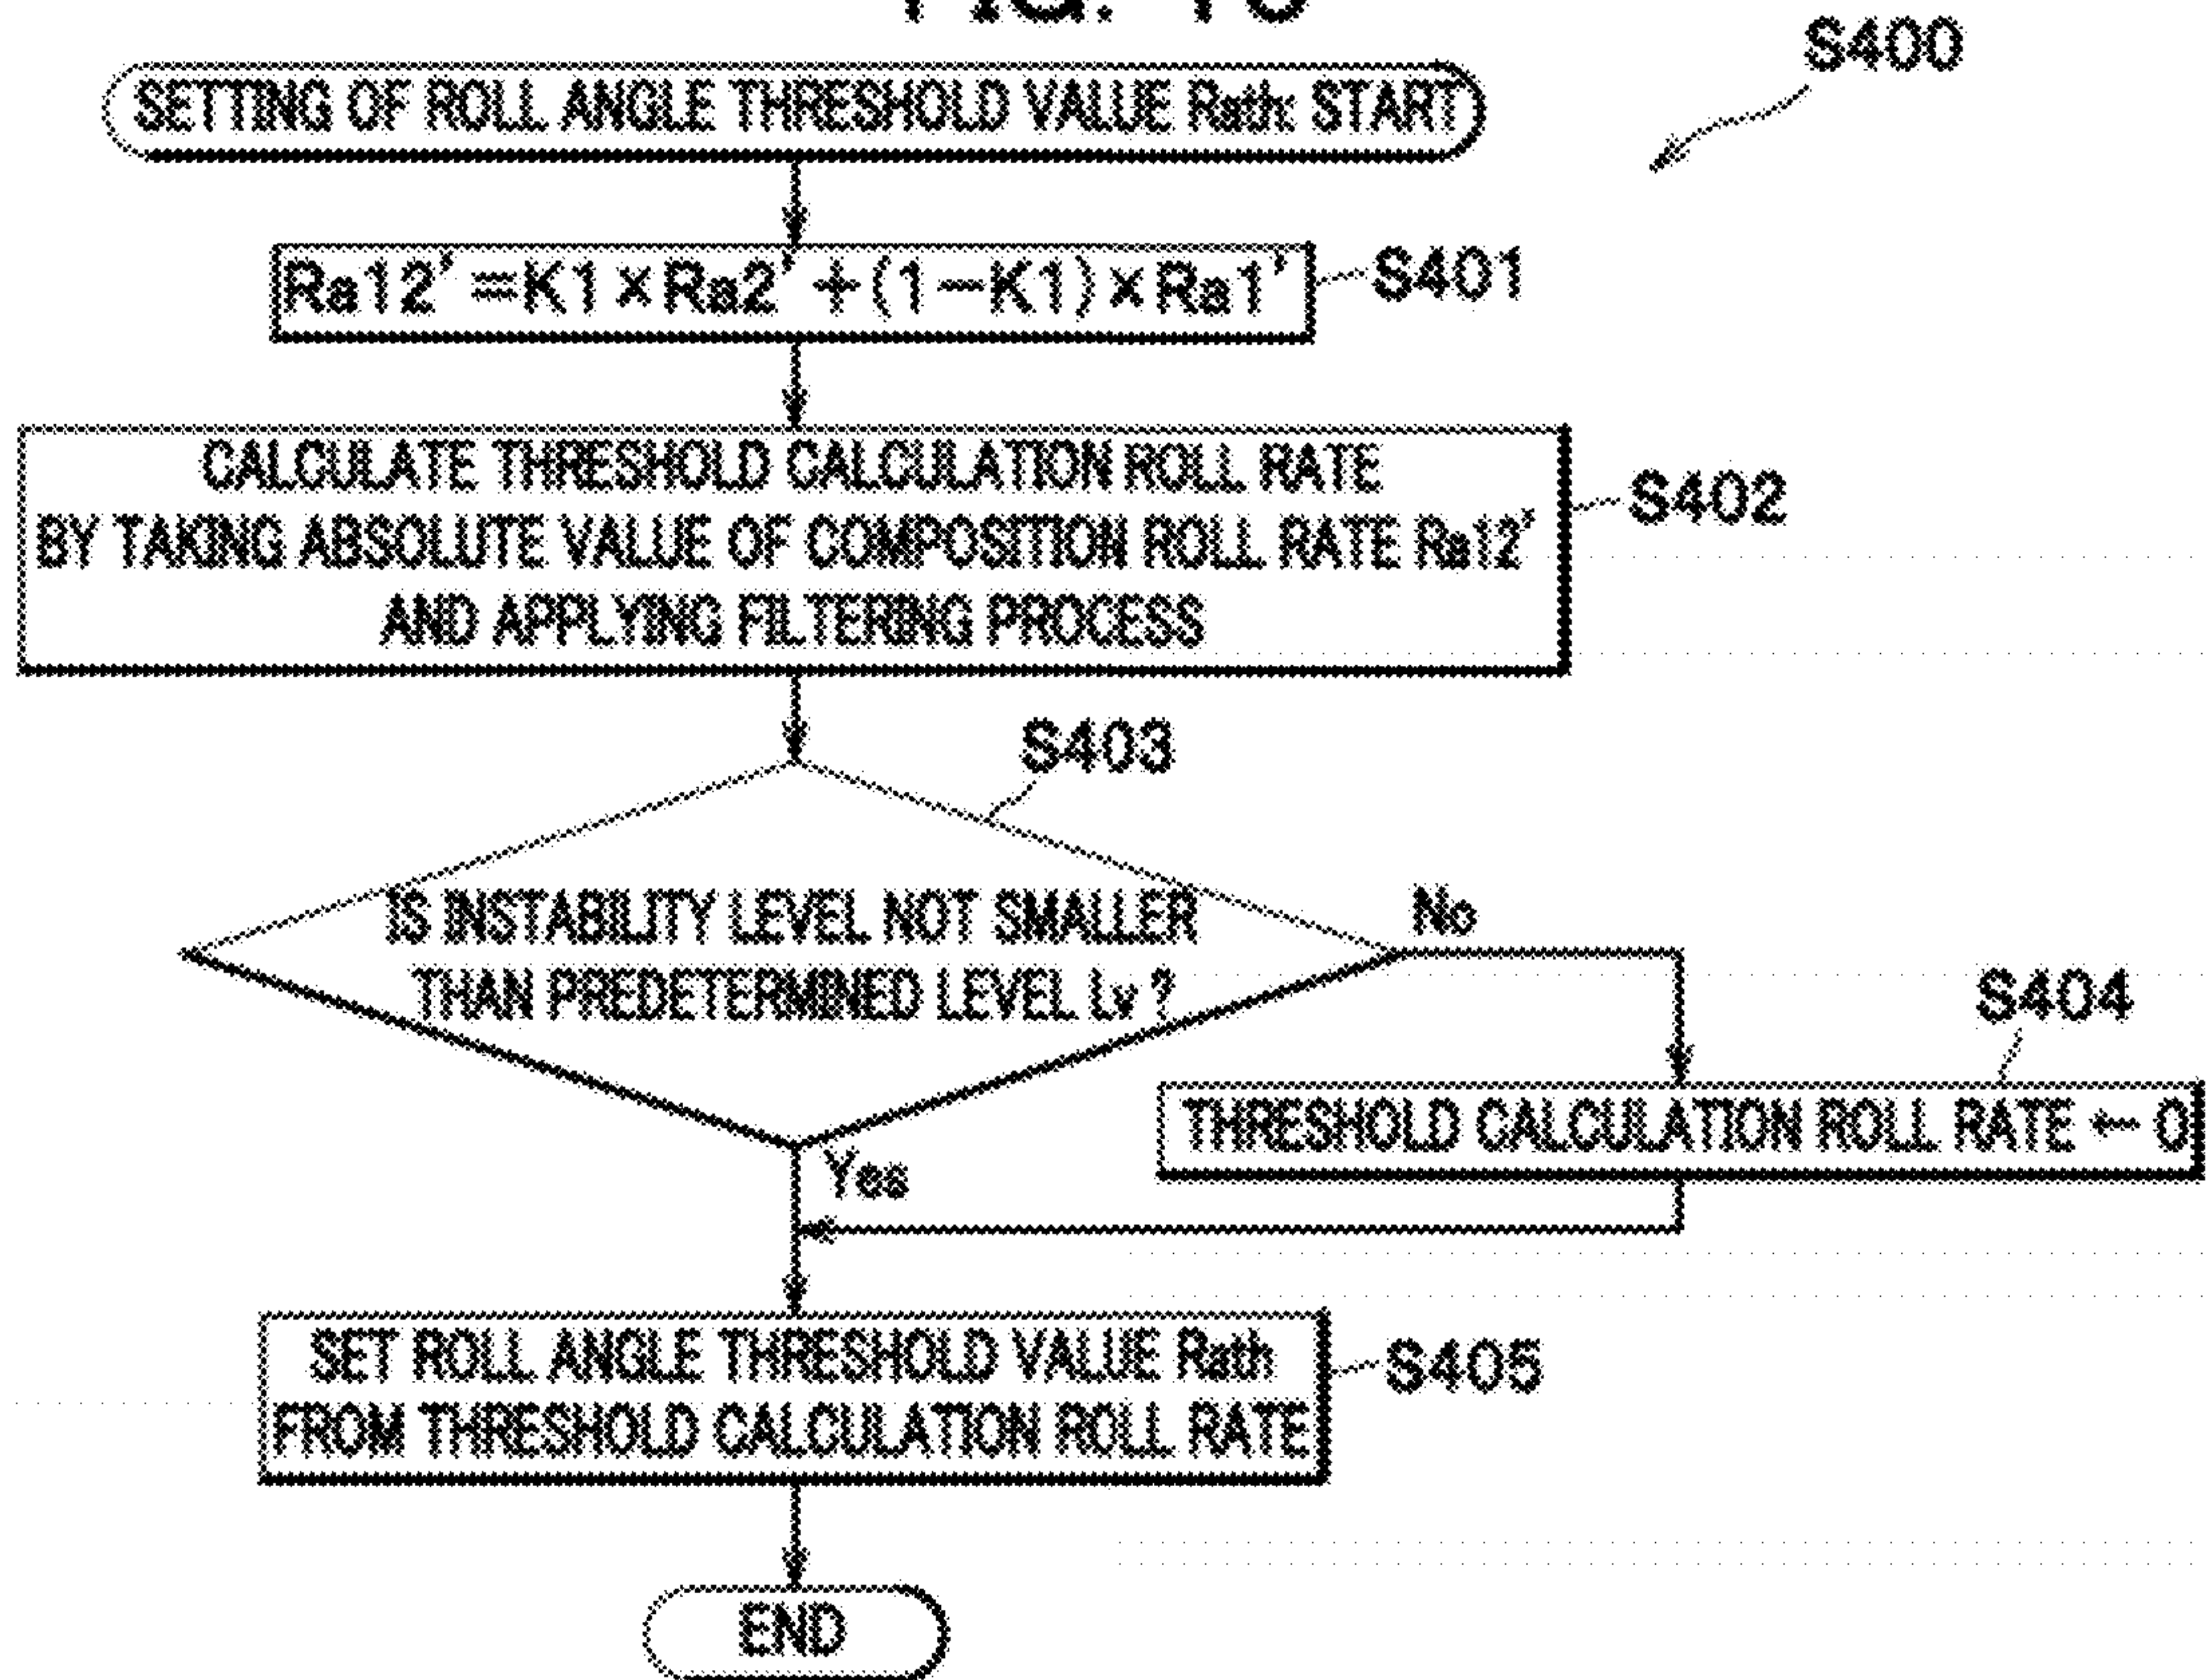 FIG.
S400
SETTING OF ROLL ANGLE THRESHOLD VALUE Rath: START
Ra12'=K1×Ra2'+(1−K1)×Ra1'
S401
CALCULATE THRESHOLD CALCULATION ROLL RATE
BY TAKING ABSOLUTE VALUE OF COMPOSITION ROLL RATE Ra12'
AND APPLYING FILTERING PROCESS
S402
S403
IS INSTABILITY LEVEL NOT SMALLER
THAN PREDETERMINED LEVEL Lv ?
No
S404
THRESHOLD CALCULATION ROLL RATE ← 0
Yes
SET ROLL ANGLE THRESHOLD VALUE Rath
FROM THRESHOLD CALCULATION ROLL RATE
S405
END